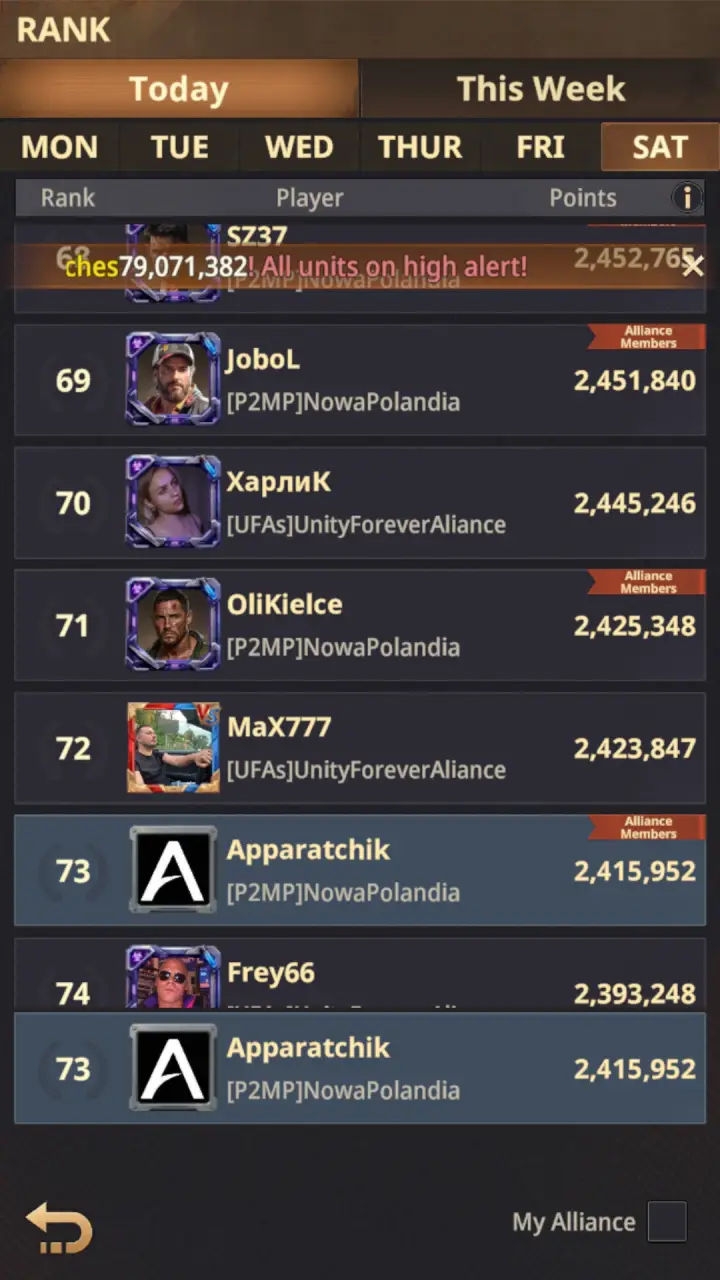 RANK
Today
This Week
MON
TUE
WED
THUR
FRI
SAT
Rank
Player
Points
68
SZ37
[P2MP]NowaPolandia
2,452,765
ches79,071,382! All units on high alert!
Alliance
Members
69
JoboL
[P2MP]NowaPolandia
2,451,840
70
ХарлиК
[UFAs]UnityForeverAliance
2,445,246
Alliance
Members
71
OliKielce
[P2MP]NowaPolandia
2,425,348
72
MaX777
[UFAs]UnityForeverAliance
2,423,847
Alliance
Members
73
Apparatchik
[P2MP]NowaPolandia
2,415,952
74
Frey66
2,393,248
73
Apparatchik
[P2MP]NowaPolandia
2,415,952
My Alliance